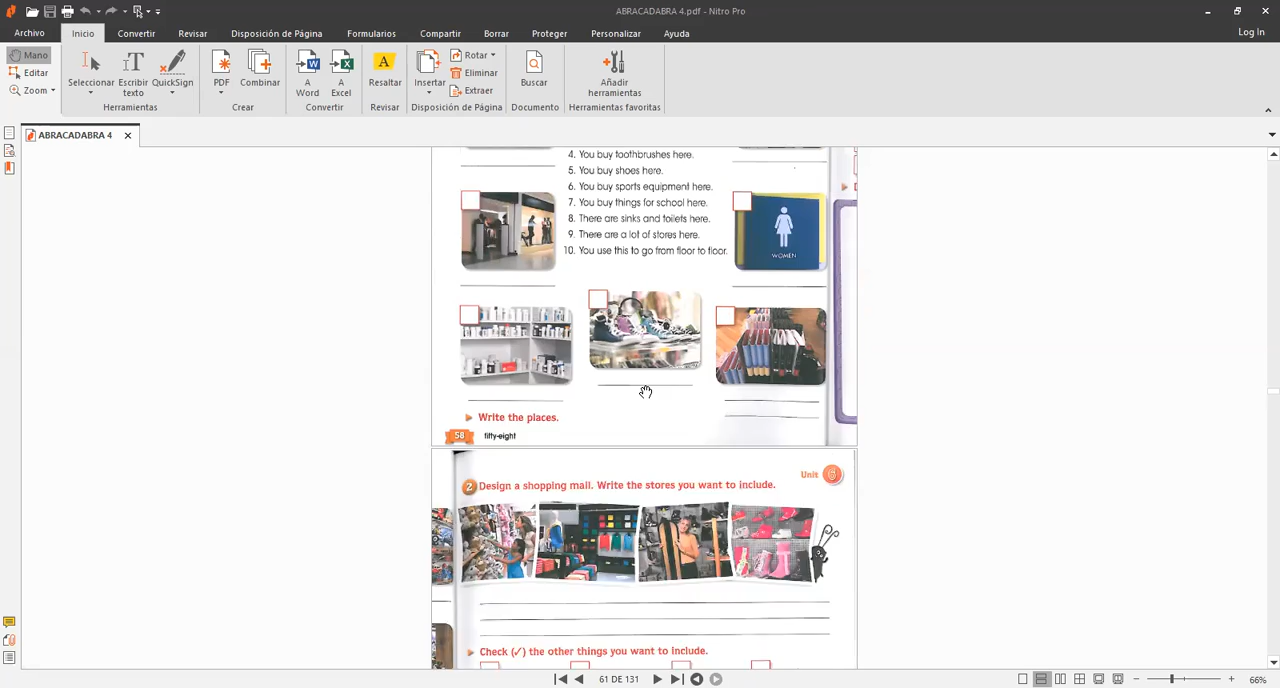 ABRACADABRA 4.pdf - Nitro Pro
Archivo
Inicio
Convertir
Revisar
Disposición de Página
Formularios
Compartir
Borrar
Proteger
Personalizar
Ayuda
Log In
Mano
Editar
Zoom
Seleccionar
Escribir texto
QuickSign
Herramientas
PDF
Combinar
Crear
A Word
A Excel
Convertir
Resaltar
Revisar
Insertar
Rotar
Eliminar
Extraer
Disposición de Página
Buscar
Documento
Añadir herramientas
Herramientas favoritas
ABRACADABRA 4
4. You buy toothbrushes here.
5. You buy shoes here.
6. You buy sports equipment here.
7. You buy things for school here.
8. There are sinks and toilets here.
9. There are a lot of stores here.
10. You use this to go from floor to floor.
WOMEN
Write the places.
58 fifty-eight
Unit 6
2 Design a shopping mall. Write the stores you want to include.
Check (✓) the other things you want to include.
61 DE 131
66%